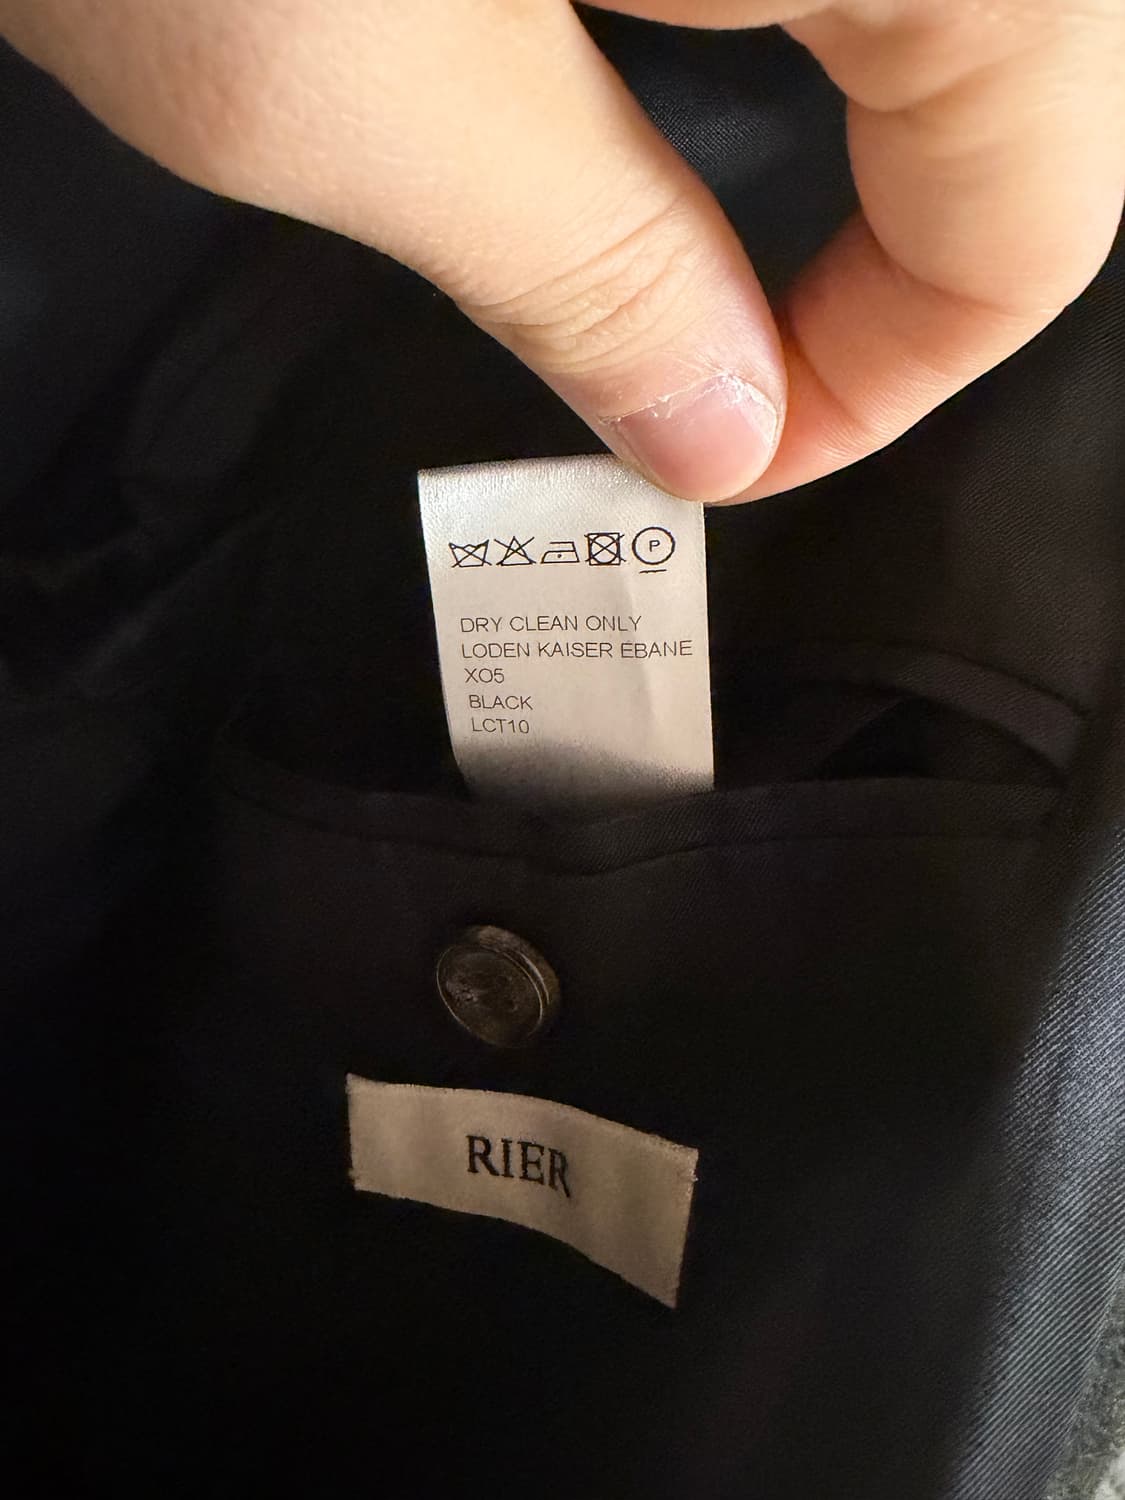 P
DRY CLEAN ONLY
LODEN KAISER EBANE
XO5
BLACK
LCT10
RIER